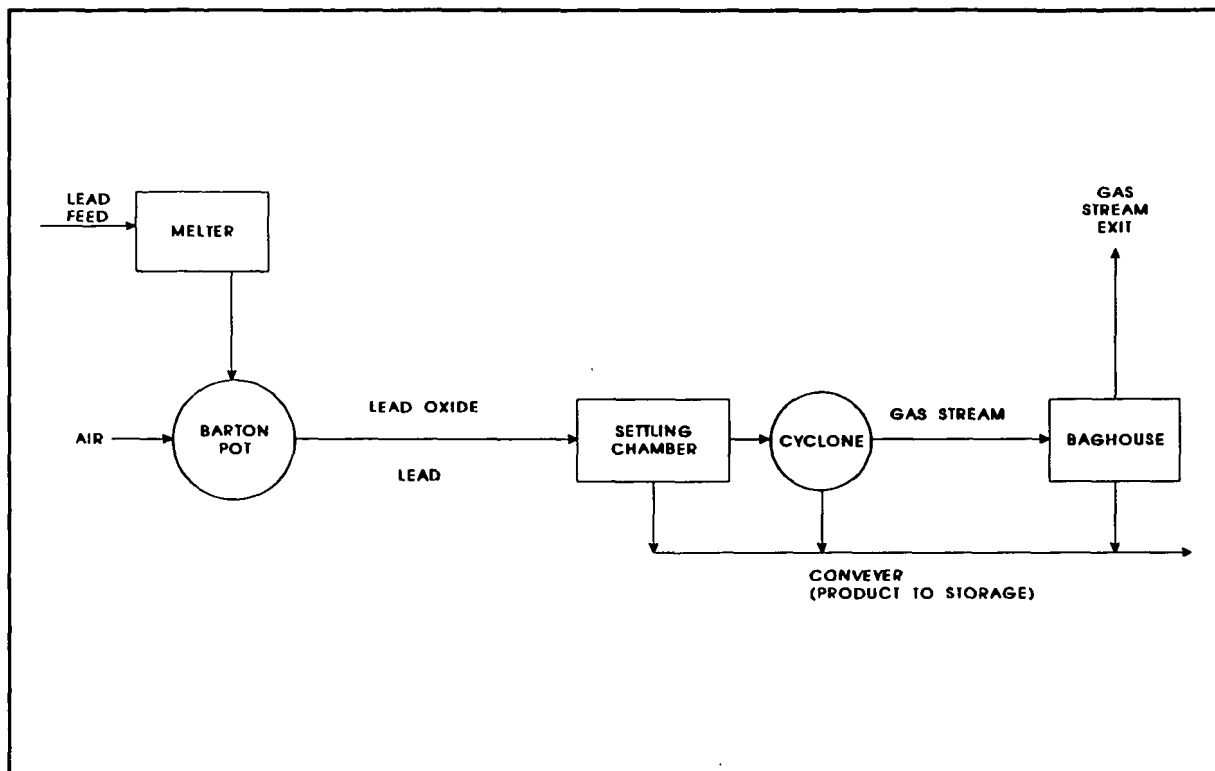 LEAD
FEED
MELTER
GAS
STREAM
EXIT
AIR
BARTON
POT
LEAD OXIDE
LEAD
SETTLING
CHAMBER
CYCLONE
GAS STREAM
BAGHOUSE
CONVEYER
(PRODUCT TO STORAGE)